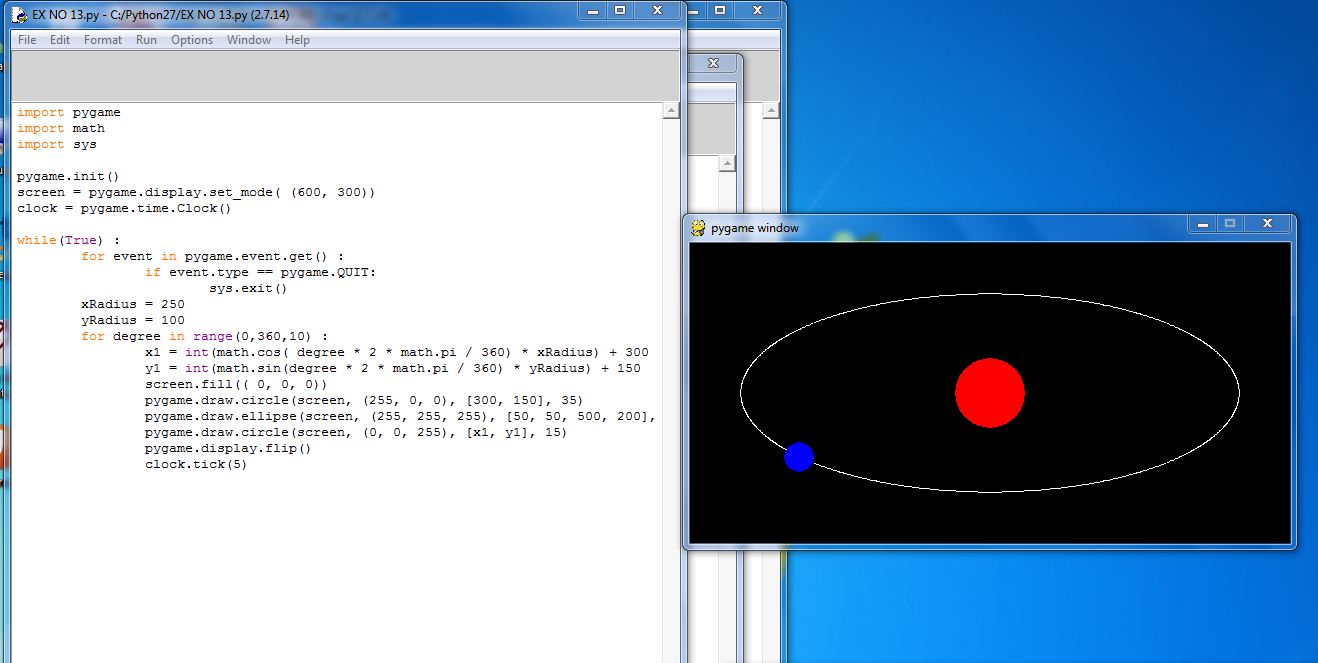 EX NO 13.py - C:/Python27/EX NO 13.py (2.7.14)
File Edit Format Run Options Window Help
import pygame
import math
import sys
pygame.init()
screen = pygame.display.set_mode( (600, 300))
clock = pygame.time.Clock()
while(True) :
for event in pygame.event.get() :
if event.type == pygame.QUIT:
sys.exit()
xRadius = 250
yRadius = 100
for degree in range(0,360,10) :
x1 = int(math.cos( degree * 2 * math.pi / 360) * xRadius) + 300
y1 = int(math.sin(degree * 2 * math.pi / 360) * yRadius) + 150
screen.fill(( 0, 0, 0))
pygame.draw.circle(screen, (255, 0, 0), [300, 150], 35)
pygame.draw.ellipse(screen, (255, 255, 255), [50, 50, 500, 200],
pygame.draw.circle(screen, (0, 0, 255), [x1, y1], 15)
pygame.display.flip()
clock.tick(5)
pygame window